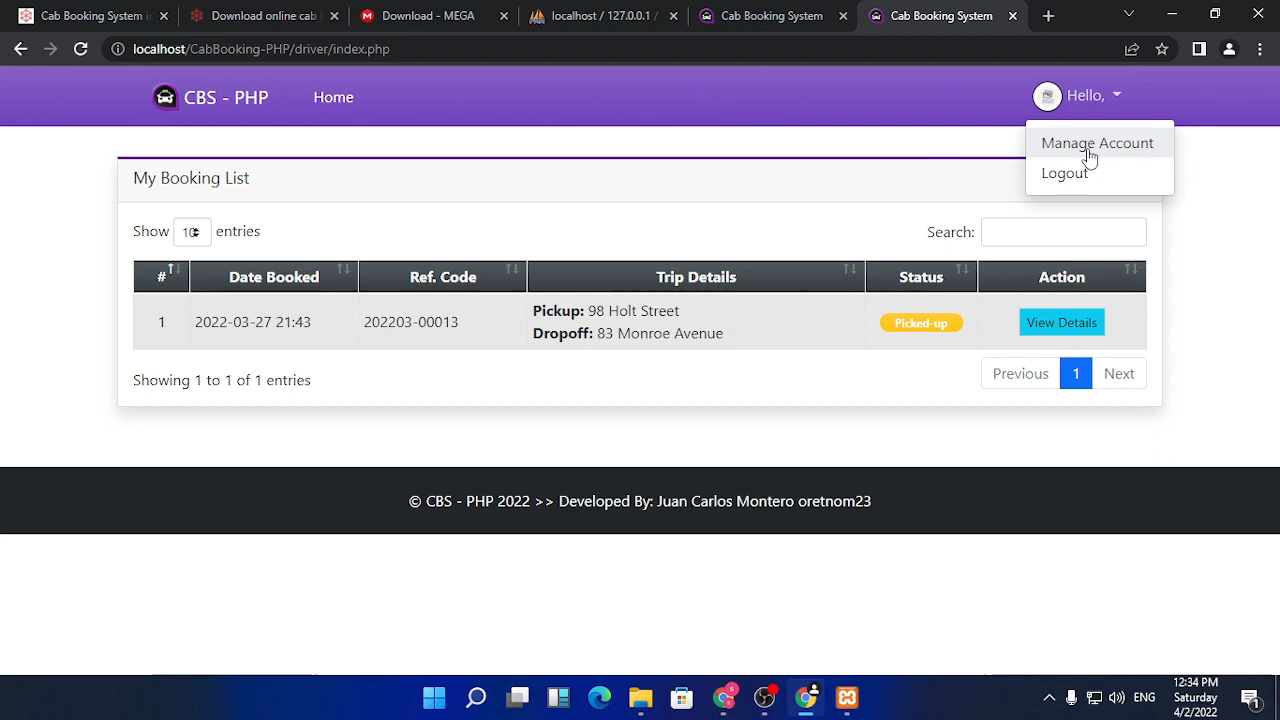 Cab Booking System i
Download online cab
Download - MEGA
localhost / 127.0.0.1 /
Cab Booking System
Cab Booking System
localhost/CabBooking-PHP/driver/index.php
CBS - PHP
Home
Hello,
Manage Account
Logout
My Booking List
Show 10 entries
Search:
# Date Booked Ref. Code Trip Details Status Action
1 2022-03-27 21:43 202203-00013 Pickup: 98 Holt Street
Dropoff: 83 Monroe Avenue
Picked-up
View Details
Showing 1 to 1 of 1 entries
Previous 1 Next
© CBS - PHP 2022 >> Developed By: Juan Carlos Montero oretnom23
ENG
12:34 PM
Saturday
4/2/2022
1